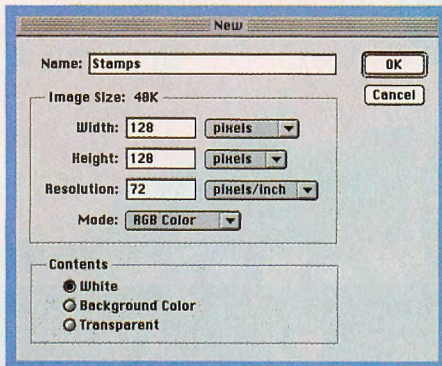 New
Name: Stamps
OK
Image Size: 48K
Cancel
Width: 128 pixels
Height: 128 pixels
Resolution: 72 pixels/inch
Mode: RGB Color
Contents
White
Background Color
Transparent